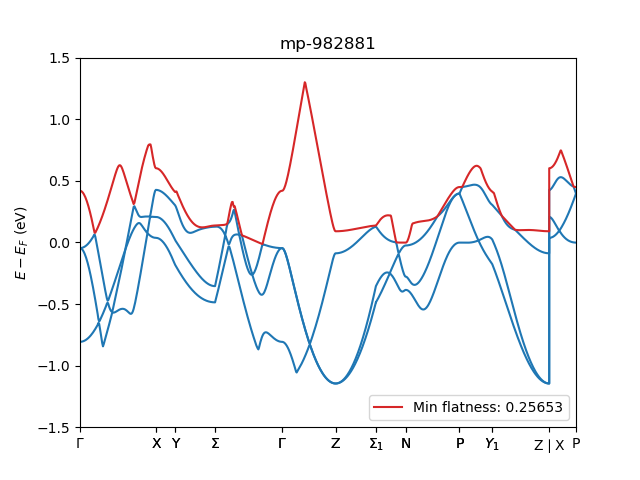 mp-982881
1.5
1.0
0.5
0.0
−0.5
−1.0
−1.5
E − E_F (eV)
Min flatness: 0.25653
Γ X Y Σ Γ Z Σ₁ N P Y₁ Z | X P